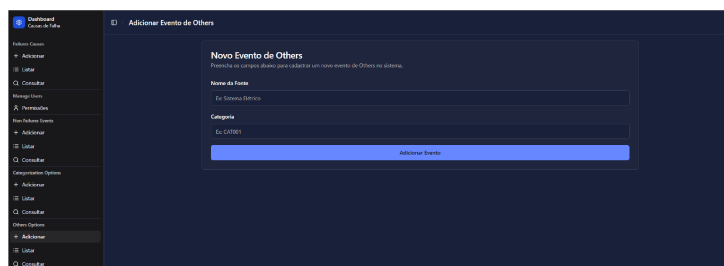 Dashboard
Causas de Falha
Failures Causes
Adicionar
Listar
Consultar
Manage Users
Permissões
Non Failures Events
Adicionar
Listar
Consultar
Categorization Options
Adicionar
Listar
Consultar
Others Options
Adicionar
Listar
Consultar
Adicionar Evento de Others
Novo Evento de Others
Preencha os campos abaixo para cadastrar um novo evento de Others no sistema.
Nome da Fonte
Ex: Sistema Elétrico
Categoria
Ex: CAT001
Adicionar Evento